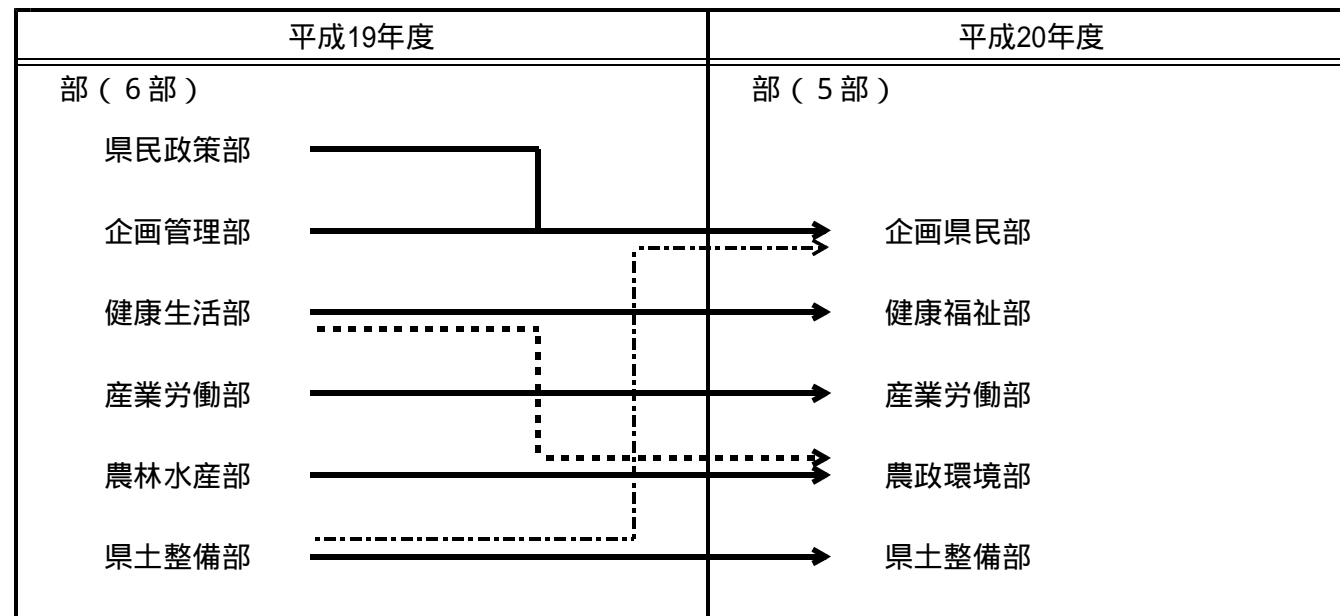 平成19年度 平成20年度
部(6部) 部(5部)
県民政策部
企画管理部 企画県民部
健康生活部 健康福祉部
産業労働部 産業労働部
農林水産部 農政環境部
県土整備部 県土整備部